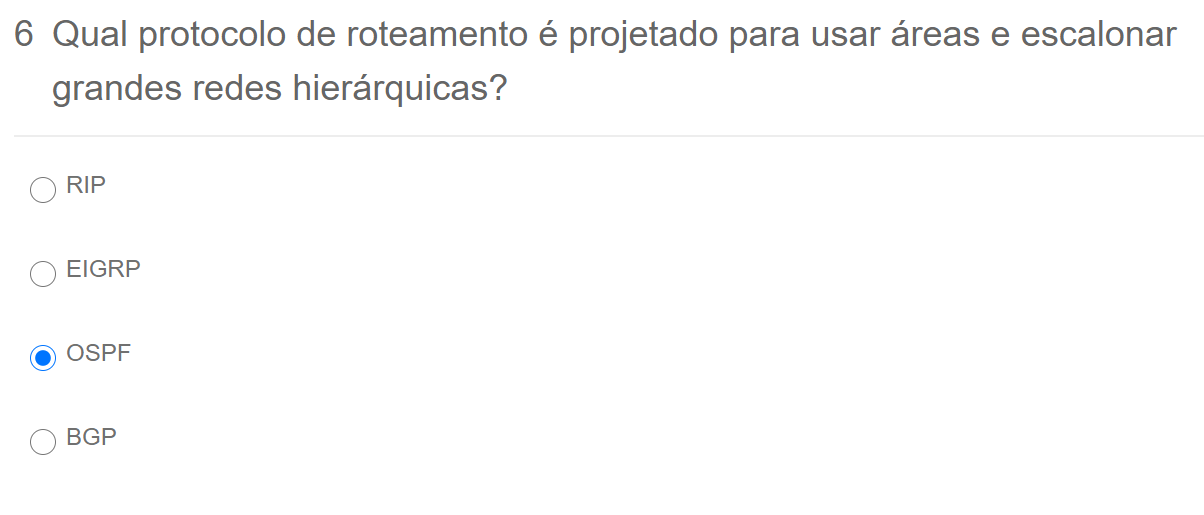 6 Qual protocolo de roteamento é projetado para usar áreas e escalonar
grandes redes hierárquicas?
RIP
EIGRP
OSPF
BGP